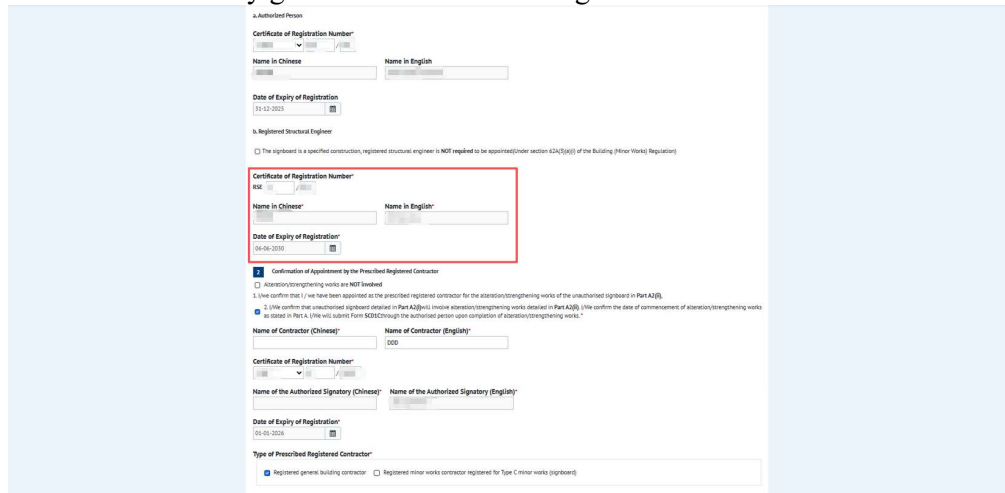 a. Authorized Person
Certificate of Registration Number*
/
Name in Chinese Name in English
Date of Expiry of Registration
31-12-2025
b. Registered Structural Engineer
The signboard is a specified construction, registered structural engineer is NOT required to be appointed(Under section 62A(3)(a)(i) of the Building (Minor Works) Regulation)
Certificate of Registration Number*
RSE /
Name in Chinese* Name in English*
Date of Expiry of Registration*
06-06-2030
2 Confirmation of Appointment by the Prescribed Registered Contractor
Alteration/strengthening works are NOT involved
1. I/we confirm that I / we have been appointed as the prescribed registered contractor for the alteration/strengthening works of the unauthorised signboard in Part A2(ii),
2. I/We confirm that unauthorised signboard detailed in Part A2(i)will involve alteration/strengthening works detailed in Part A2(ii). I/We confirm the date of commencement of alteration/strengthening works
as stated in Part A. I/We will submit Form SCD1Cthrough the authorised person upon completion of alteration/strengthening works.*
Name of Contractor (Chinese)* Name of Contractor (English)*
DDD
Certificate of Registration Number*
/
Name of the Authorized Signatory (Chinese)* Name of the Authorized Signatory (English)*
Date of Expiry of Registration*
01-01-2026
Type of Prescribed Registered Contractor*
Registered general building contractor Registered minor works contractor registered for Type C minor works (signboard)